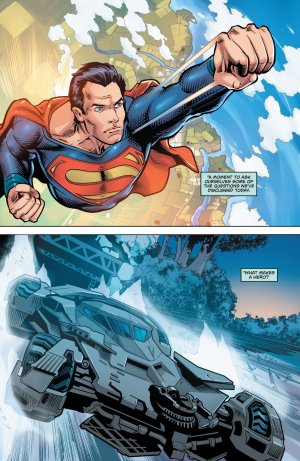 "A MOMENT TO ASK
OURSELVES SOME OF
THE QUESTIONS WE'VE
DISCUSSED TODAY.
"WHAT MAKES
A HERO?